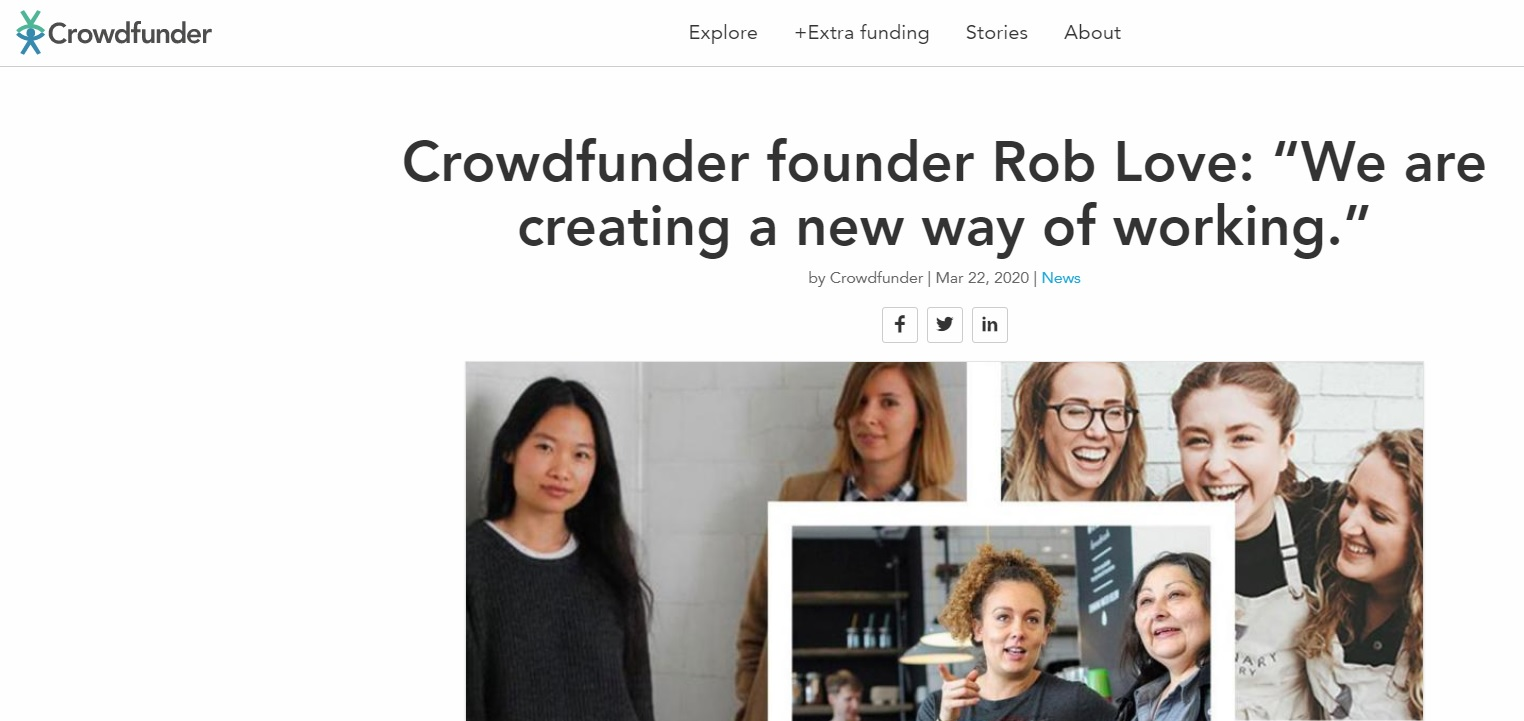 Crowdfunder
Explore +Extra funding Stories About
Crowdfunder founder Rob Love: “We are
creating a new way of working.”
by Crowdfunder | Mar 22, 2020 | News
f in